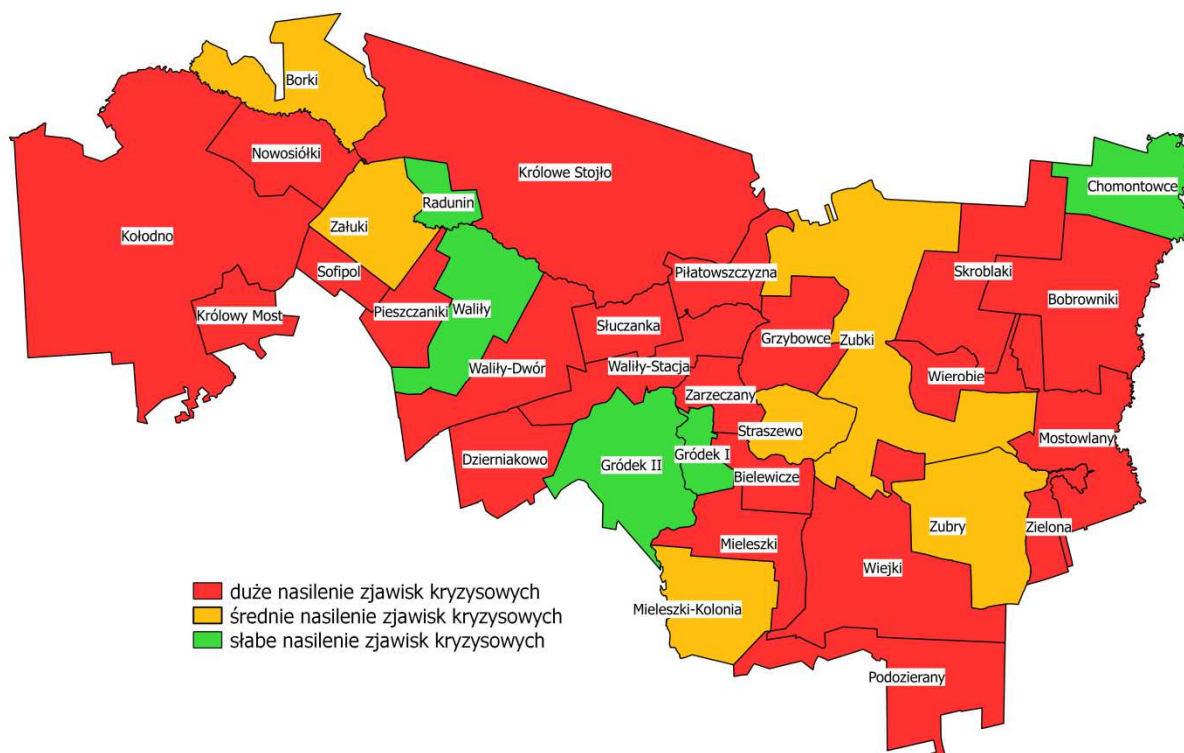 Borki
Nowosiółki
Królowe Stojło
Chomontowce
Radunin
Załuki
Kołodno
Sofipol
Piłatowszczyzna
Skroblaki
Bobrowniki
Królowy Most
Pieszczaniki
Waliły
Słuczanka
Grzybowce
Zubki
Waliły-Dwór
Waliły-Stacja
Wierobie
Zarzeczany
Straszewo
Mostowlany
Dzierniakowo
Gródek II
Gródek I
Bielewicze
Zubry
Zielona
Mieleszki
Wiejki
Mieleszki-Kolonia
Podozierany
duże nasilenie zjawisk kryzysowych
średnie nasilenie zjawisk kryzysowych
słabe nasilenie zjawisk kryzysowych